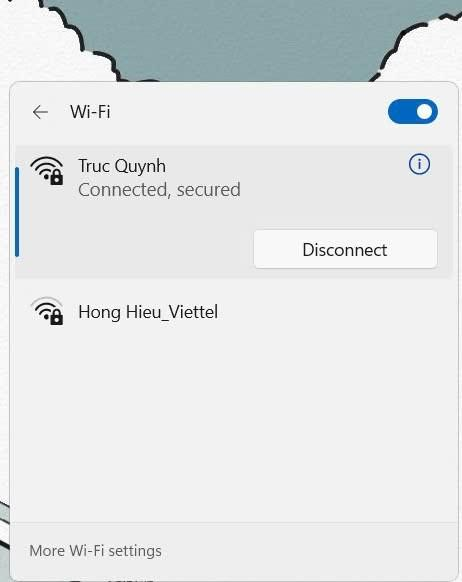 Wi-Fi
Truc Quynh
Connected, secured
Disconnect
Hong Hieu_Viettel
More Wi-Fi settings